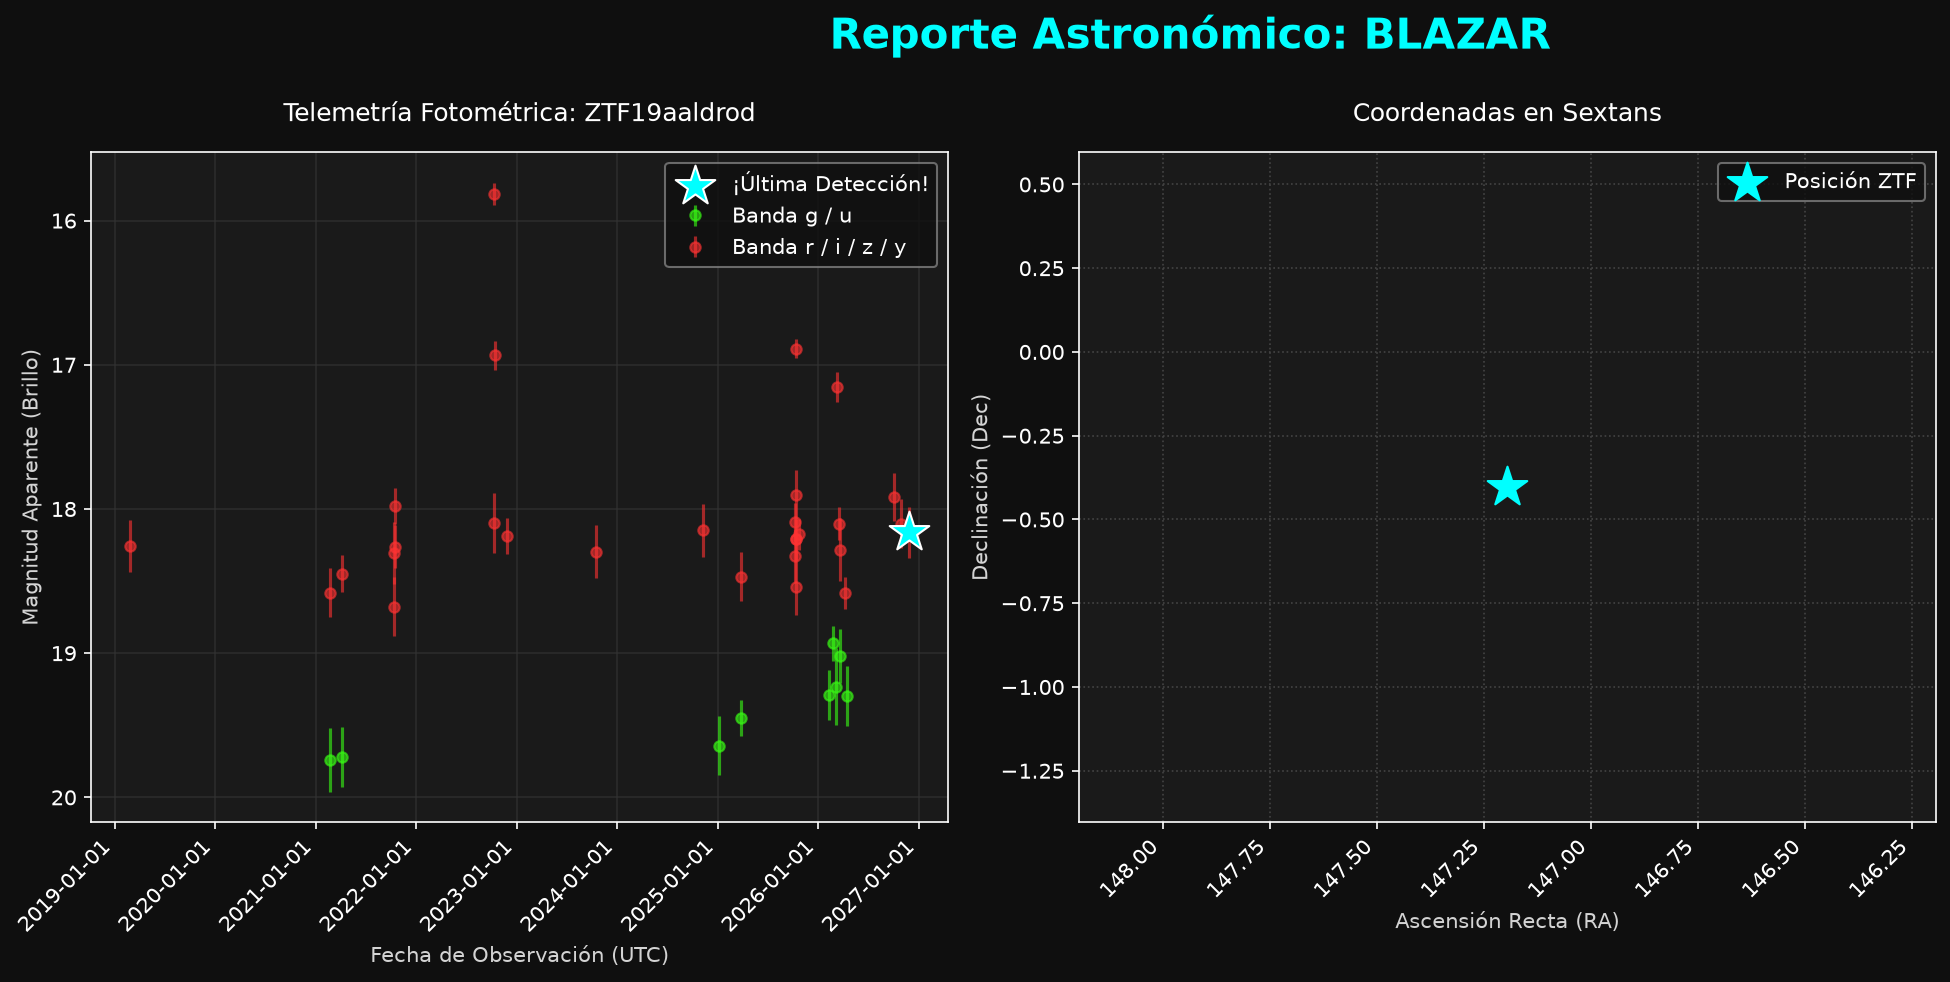 Reporte Astronómico: BLAZAR
Telemetría Fotométrica: ZTF19aaldrod
¡Última Detección!
Banda g / u
Banda r / i / z / y
Magnitud Aparente (Brillo)
16
17
18
19
20
2019-01-01
2020-01-01
2021-01-01
2022-01-01
2023-01-01
2024-01-01
2025-01-01
2026-01-01
2027-01-01
Fecha de Observación (UTC)
Coordenadas en Sextans
Posición ZTF
Declinación (Dec)
0.50
0.25
0.00
−0.25
−0.50
−0.75
−1.00
−1.25
148.00
147.75
147.50
147.25
147.00
146.75
146.50
146.25
Ascensión Recta (RA)